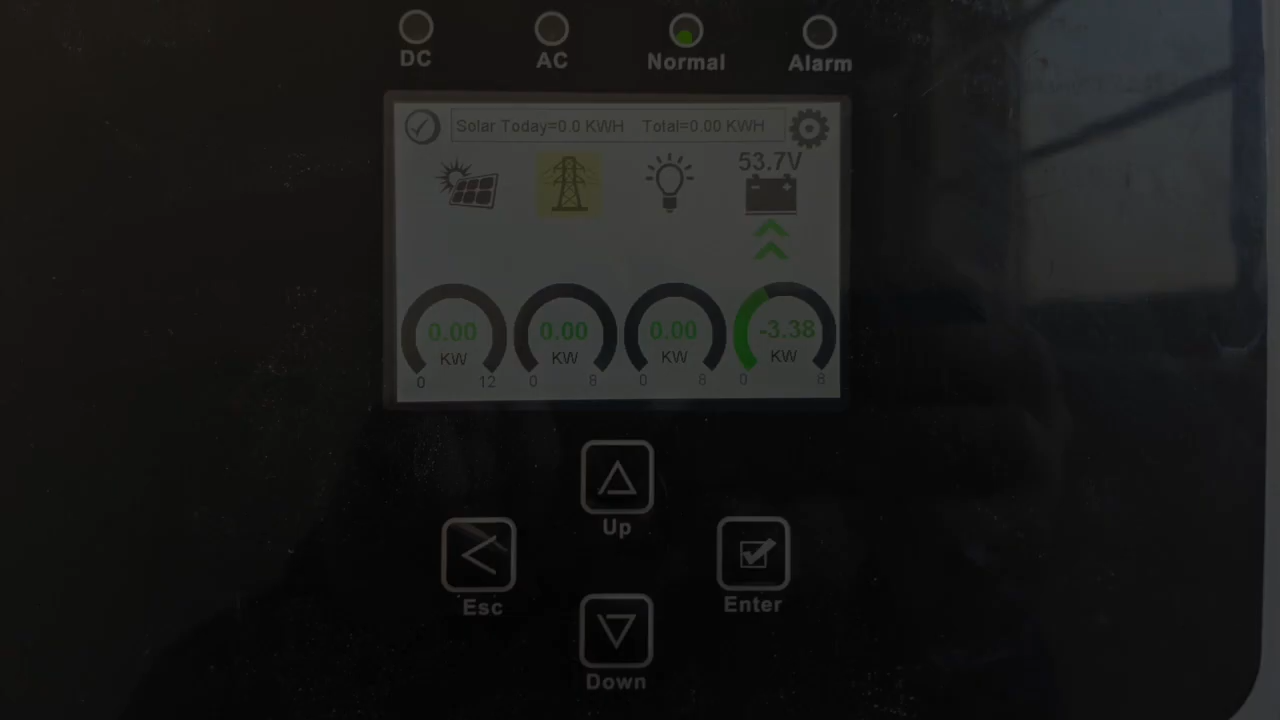 DC AC Normal Alarm
Solar Today=0.0 KWH Total=0.00 KWH
53.7V
0.00 0.00 0.00 -3.38
KW KW KW KW
0 12 0 8 0 8 0 8
Up
Esc Enter
Down